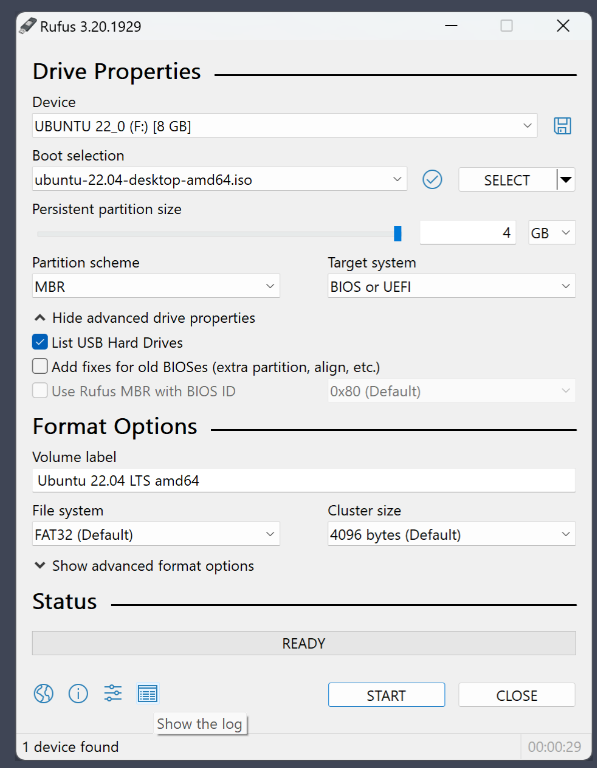 Rufus 3.20.1929
Drive Properties
Device
UBUNTU 22_0 (F:) [8 GB]
Boot selection
ubuntu-22.04-desktop-amd64.iso
SELECT
Persistent partition size
4
GB
Partition scheme
Target system
MBR
BIOS or UEFI
Hide advanced drive properties
List USB Hard Drives
Add fixes for old BIOSes (extra partition, align, etc.)
Use Rufus MBR with BIOS ID
0x80 (Default)
Format Options
Volume label
Ubuntu 22.04 LTS amd64
File system
Cluster size
FAT32 (Default)
4096 bytes (Default)
Show advanced format options
Status
READY
START
CLOSE
Show the log
1 device found
00:00:29